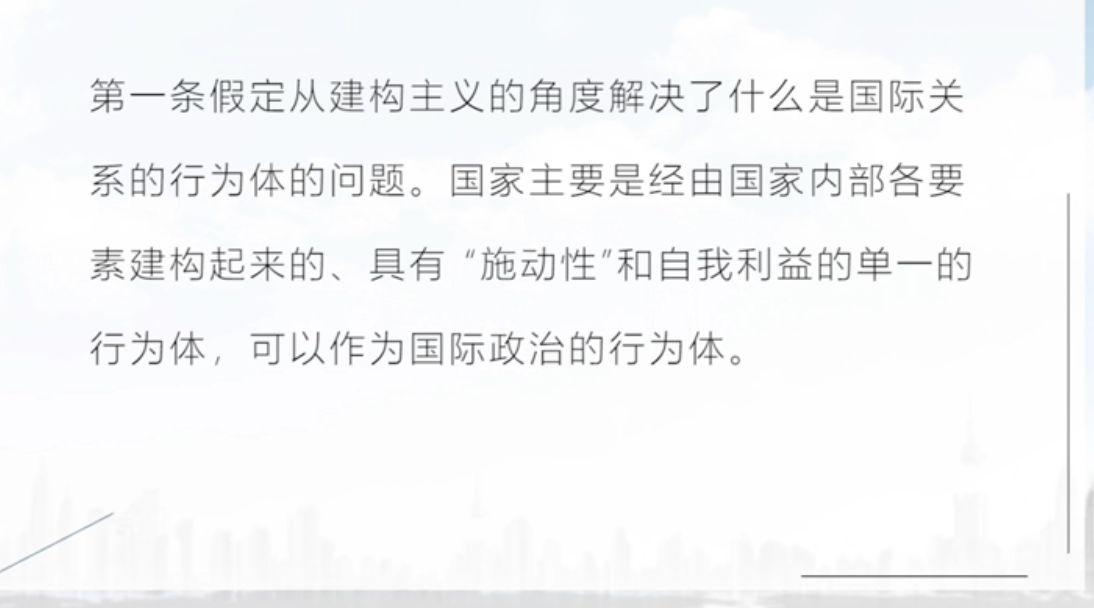 第一条假定从建构主义的角度解决了什么是国际关
系的行为体的问题。国家主要是经由国家内部各要
素建构起来的、具有“施动性”和自我利益的单一的
行为体，可以作为国际政治的行为体。